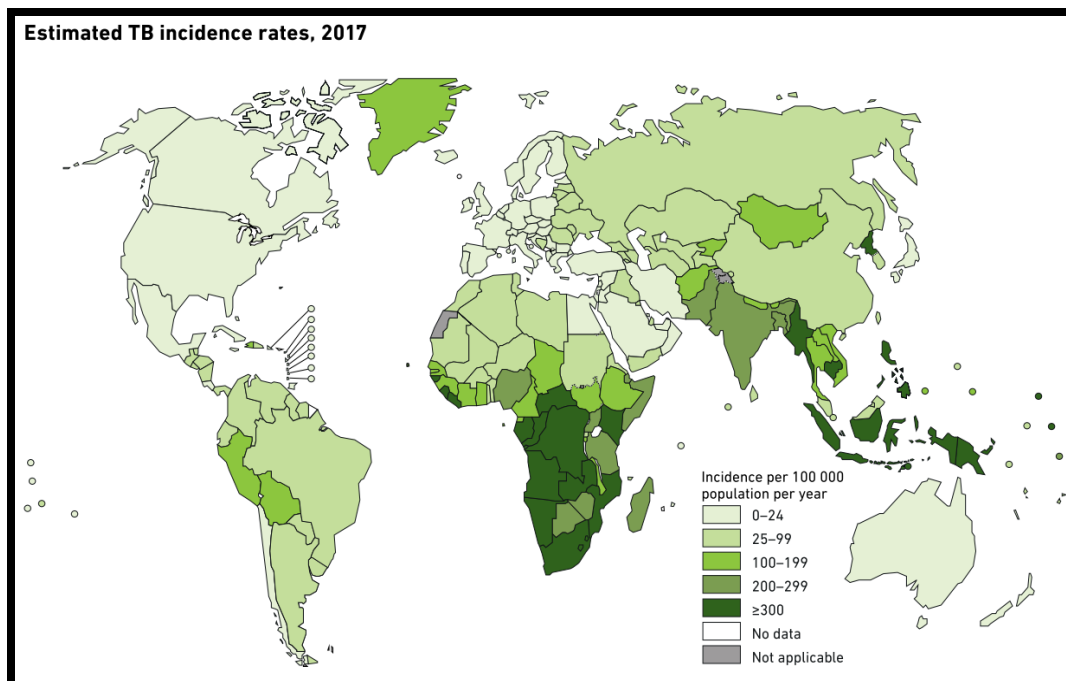 Estimated TB incidence rates, 2017
Incidence per 100 000
population per year
0–24
25–99
100–199
200–299
≥300
No data
Not applicable